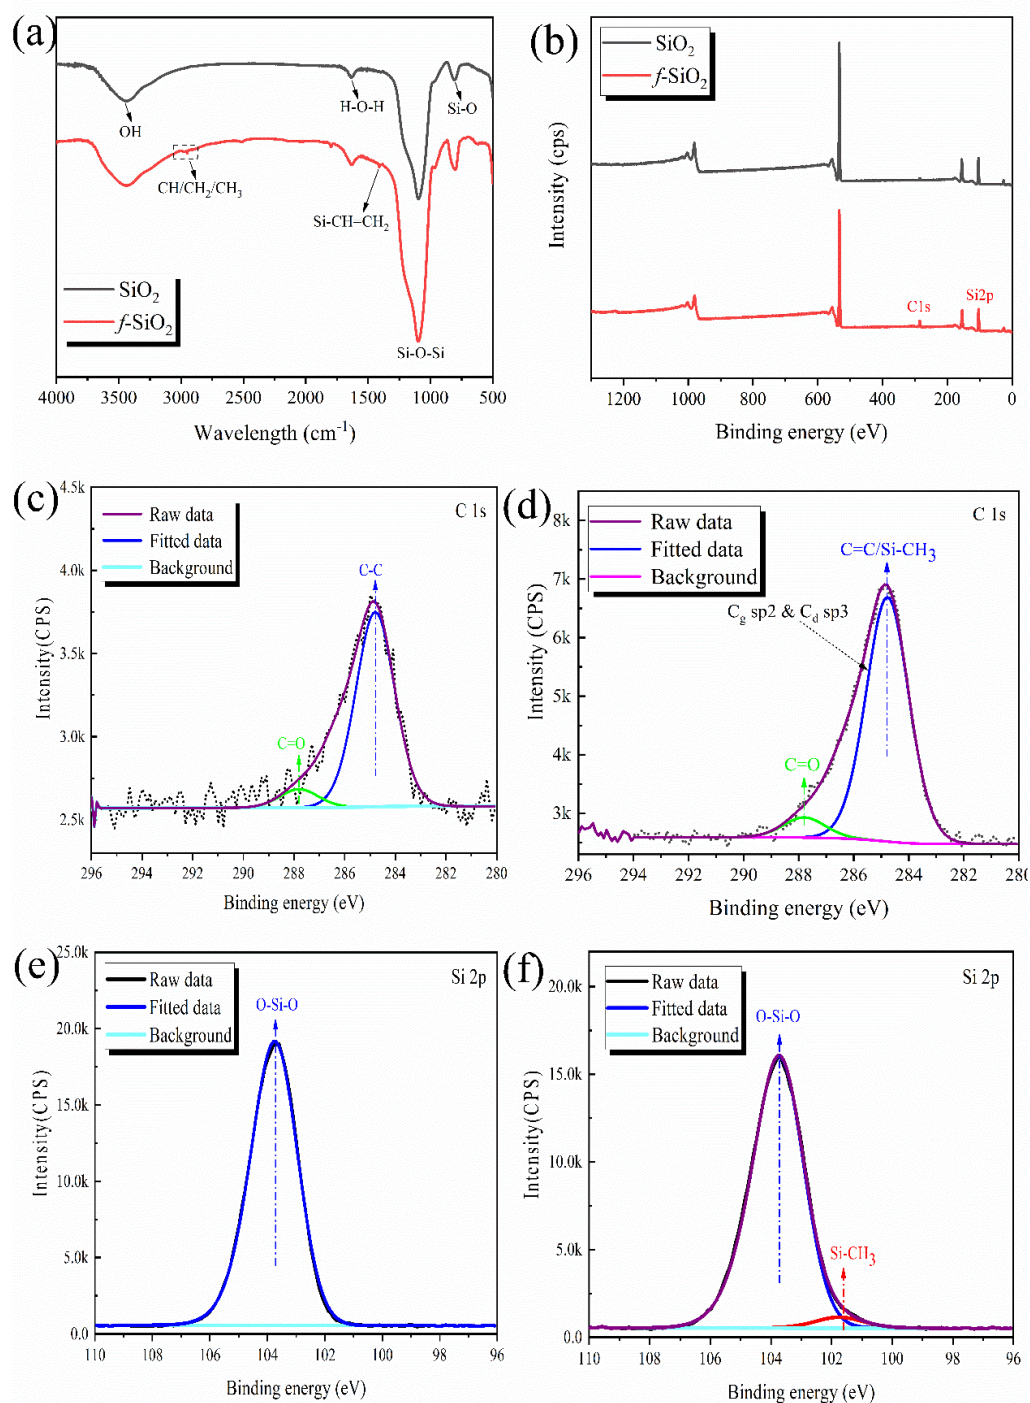 (a)
OH
H-O-H
Si-O
CH/CH₂/CH₃
Si-CH=CH₂
Si-O-Si
SiO₂
f-SiO₂
4000 3500 3000 2500 2000 1500 1000 500
Wavelength (cm⁻¹)
(b)
SiO₂
f-SiO₂
Intensity (cps)
C1s
Si2p
1200 1000 800 600 400 200 0
Binding energy (eV)
(c)
C 1s
Raw data
Fitted data
Background
C-C
C=O
4.5k
4.0k
3.5k
3.0k
2.5k
Intensity(CPS)
296 294 292 290 288 286 284 282 280
Binding energy (eV)
(d)
C 1s
Raw data
Fitted data
Background
C=C/Si-CH₃
C₉ sp2 & C_d sp3
C=O
8k
7k
6k
5k
4k
3k
Intensity (CPS)
296 294 292 290 288 286 284 282 280
Binding energy (eV)
(e)
Si 2p
Raw data
Fitted data
Background
O-Si-O
25.0k
20.0k
15.0k
10.0k
5.0k
0.0
Intensity(CPS)
110 108 106 104 102 100 98 96
Binding energy (eV)
(f)
Si 2p
Raw data
Fitted data
Background
O-Si-O
Si-CH₃
20.0k
15.0k
10.0k
5.0k
0.0
Intensity(CPS)
110 108 106 104 102 100 98 96
Binding energy (eV)